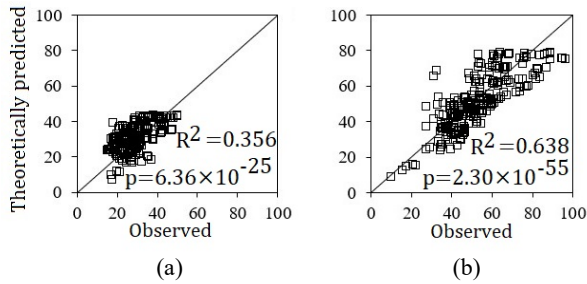 Theoretically predicted
100
80
60
40
20
0
R² =0.356
p=6.36×10⁻²⁵
0 20 40 60 80 100
Observed
(a)
100
80
60
40
20
0
R² =0.638
p=2.30×10⁻⁵⁵
0 20 40 60 80 100
Observed
(b)